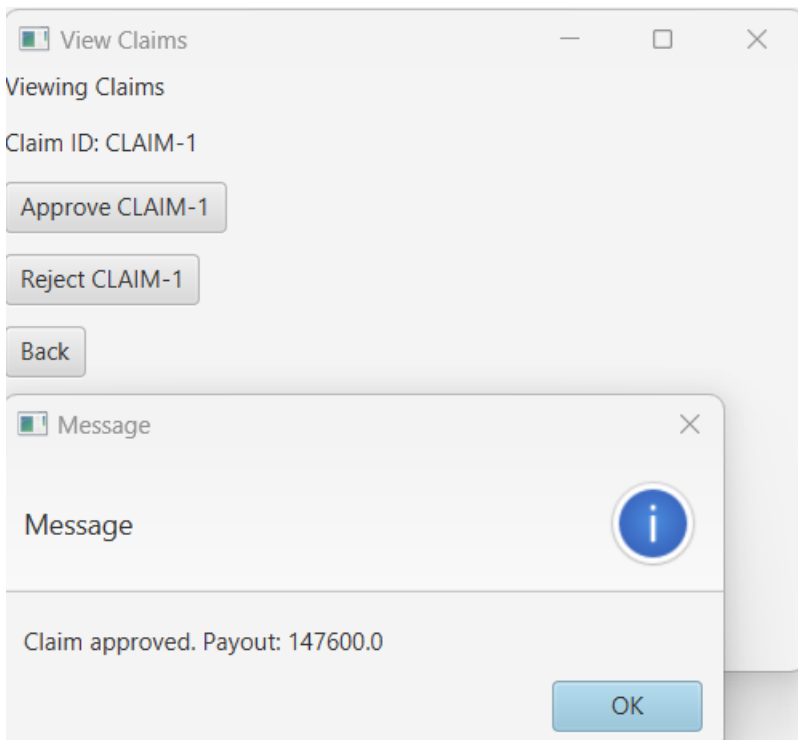 View Claims
Viewing Claims
Claim ID: CLAIM-1
Approve CLAIM-1
Reject CLAIM-1
Back
Message
Message
Claim approved. Payout: 147600.0
OK